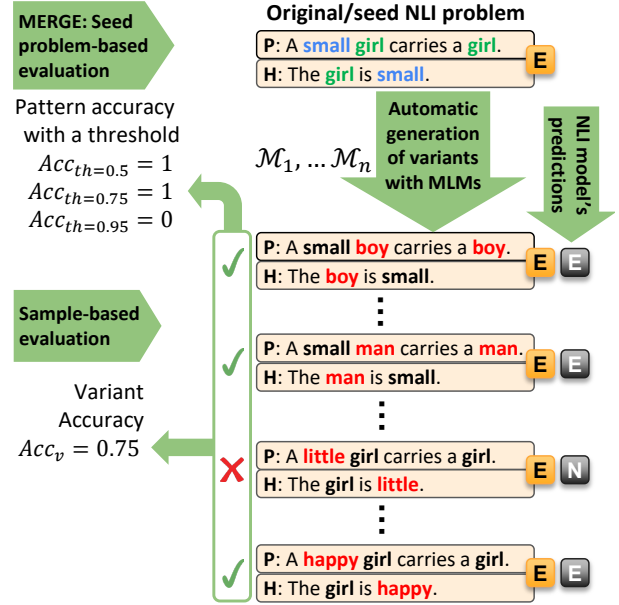 Original/seed NLI problem
MERGE: Seed
problem-based
evaluation
P: A small girl carries a girl.
H: The girl is small.
E
Pattern accuracy
with a threshold
Acc_{th=0.5} = 1
Acc_{th=0.75} = 1
Acc_{th=0.95} = 0
ℳ₁, … ℳₙ
Automatic
generation
of variants
with MLMs
NLI model's
predictions
P: A small boy carries a boy.
H: The boy is small.
E E
✓
⋮
Sample-based
evaluation
P: A small man carries a man.
H: The man is small.
E E
✓
⋮
Variant
Accuracy
Acc_v = 0.75
P: A little girl carries a girl.
H: The girl is little.
E N
✗
⋮
P: A happy girl carries a girl.
H: The girl is happy.
E E
✓